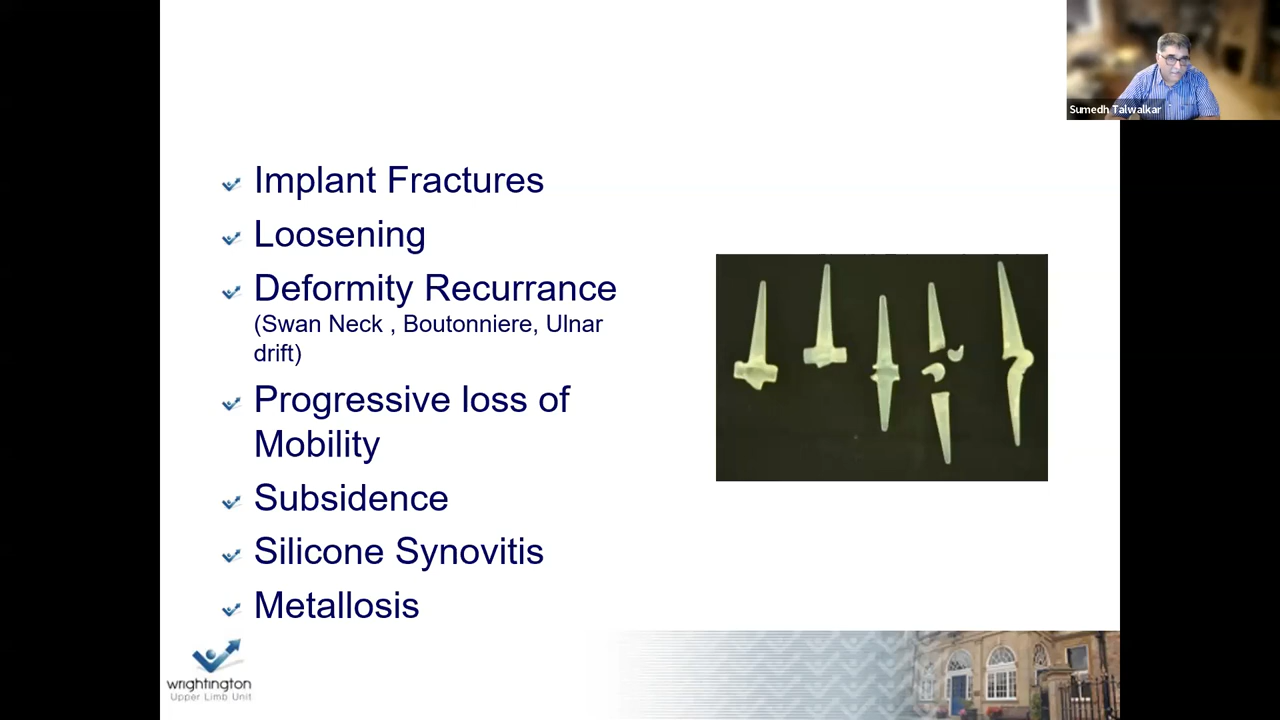 Sumedh Talwalkar
Implant Fractures
Loosening
Deformity Recurrance
(Swan Neck , Boutonniere, Ulnar
drift)
Progressive loss of
Mobility
Subsidence
Silicone Synovitis
Metallosis
wrightington
Upper Limb Unit